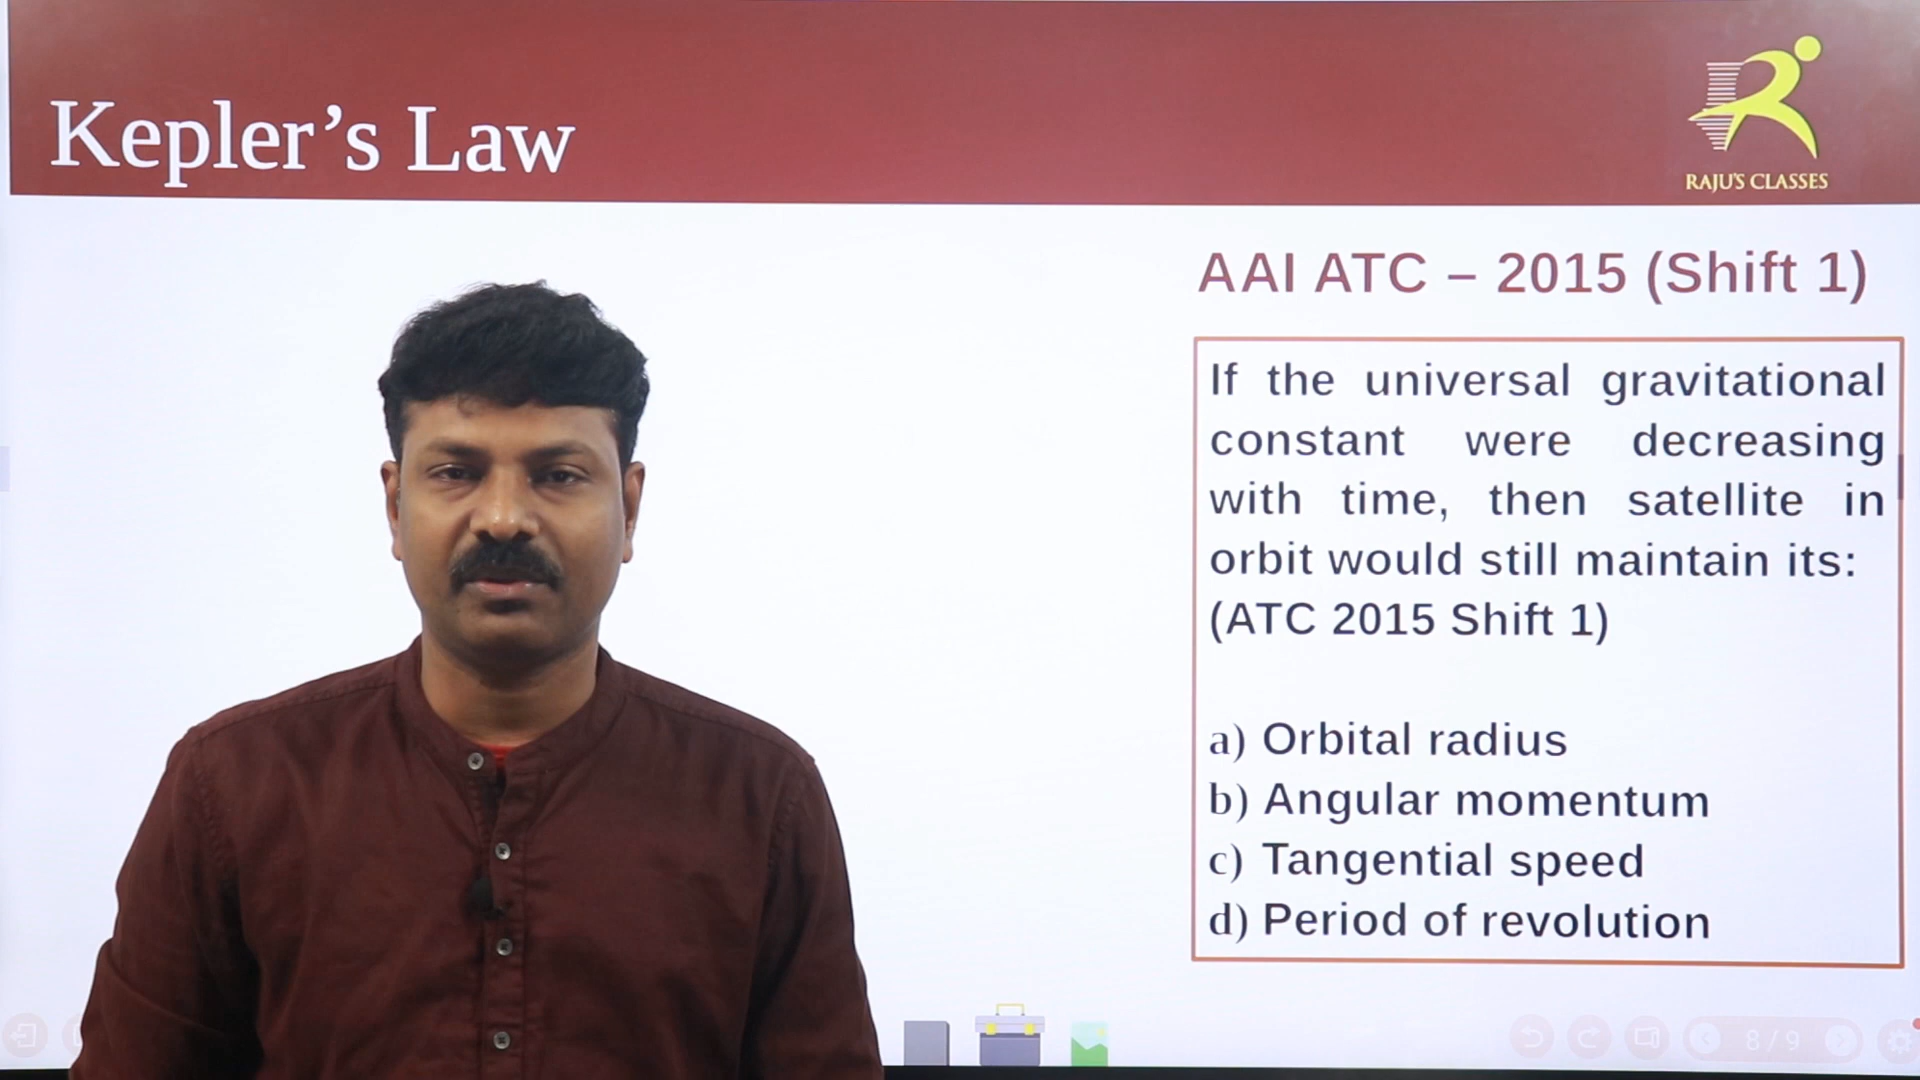 Kepler’s Law
RAJU'S CLASSES
AAI ATC – 2015 (Shift 1)
If the universal gravitational
constant were decreasing
with time, then satellite in
orbit would still maintain its:
(ATC 2015 Shift 1)
a) Orbital radius
b) Angular momentum
c) Tangential speed
d) Period of revolution
8 / 9